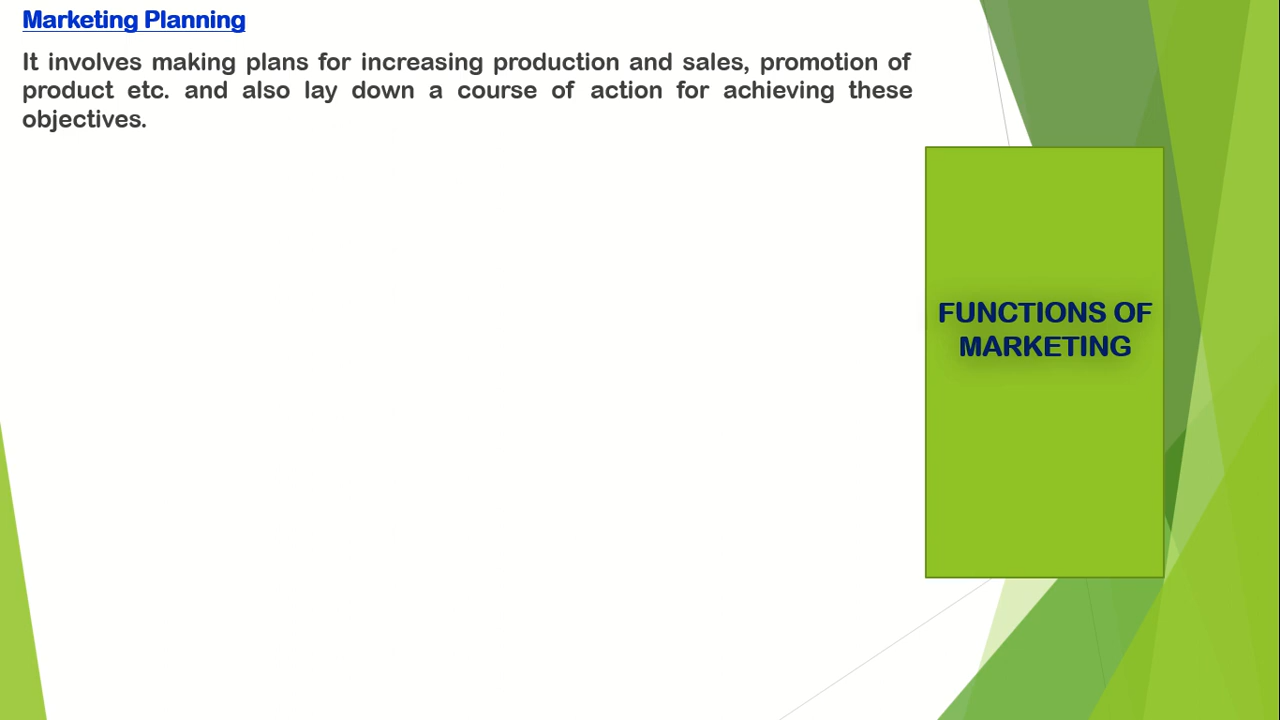 Marketing Planning
It involves making plans for increasing production and sales, promotion of
product etc. and also lay down a course of action for achieving these
objectives.
FUNCTIONS OF
MARKETING